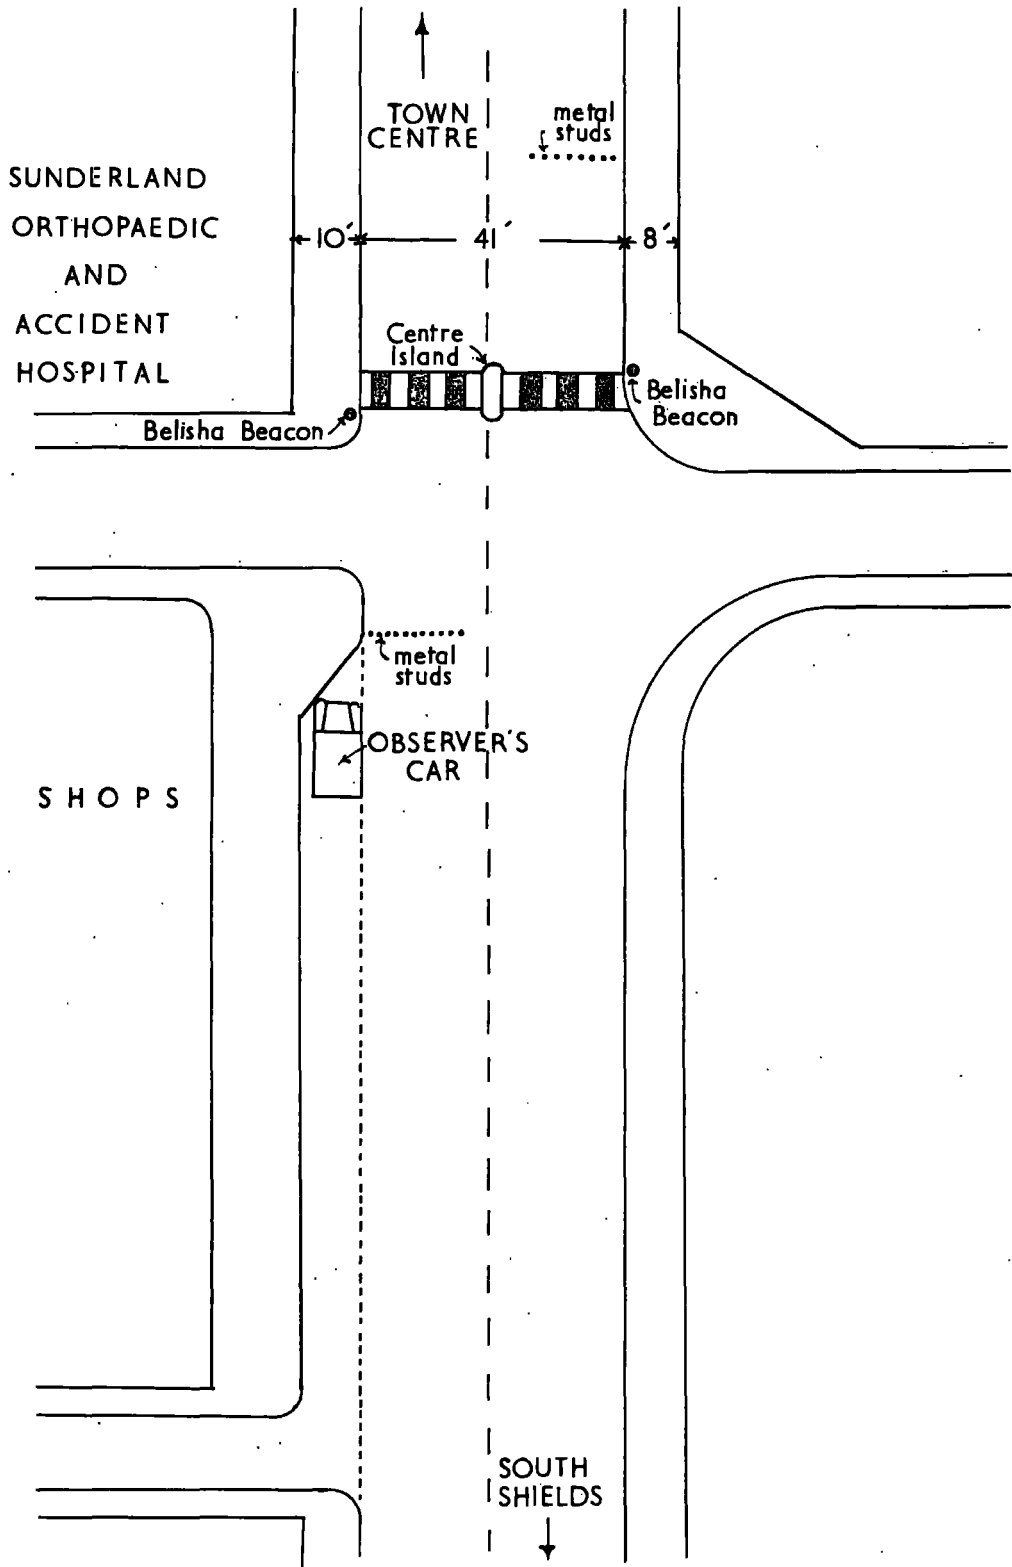 TOWN
CENTRE
metal
studs
SUNDERLAND
ORTHOPAEDIC
AND
ACCIDENT
HOSPITAL
10′
41′
8′
Centre
Island
Belisha
Beacon
Belisha Beacon
metal
studs
OBSERVER'S
CAR
SHOPS
SOUTH
SHIELDS